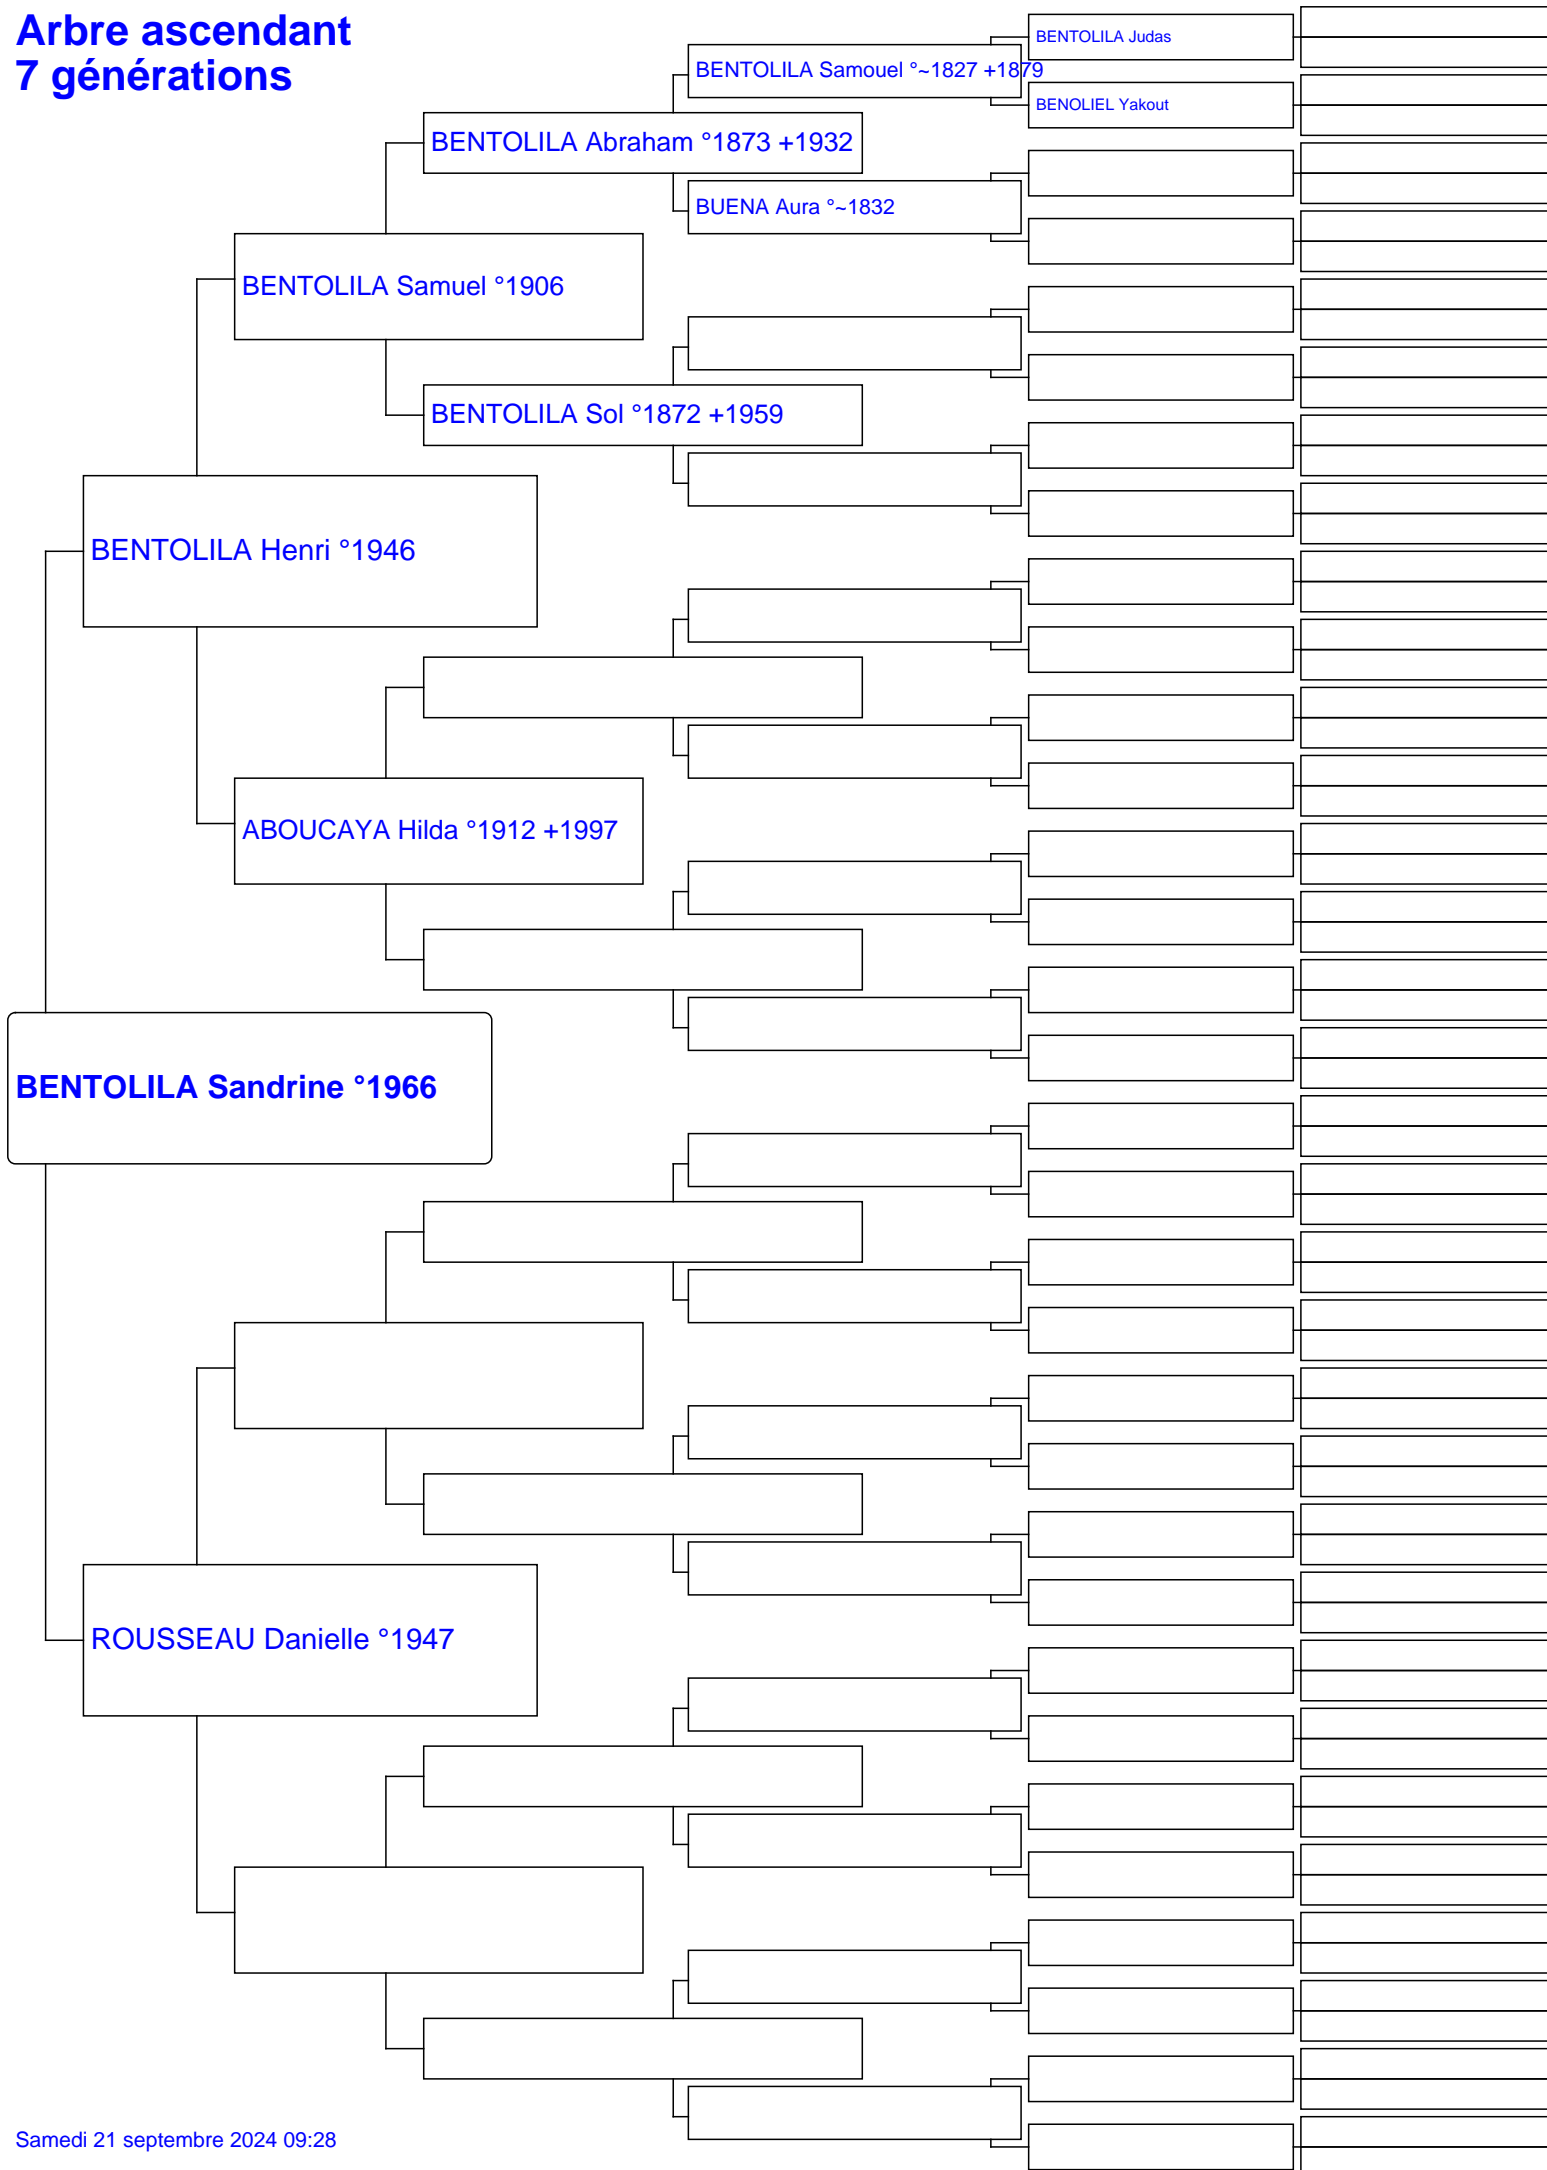 Arbre ascendant
7 générations
BENTOLILA Judas
BENTOLILA Samouel °~1827 +1879
BENOLIEL Yakout
BENTOLILA Abraham °1873 +1932
BUENA Aura °~1832
BENTOLILA Samuel °1906
BENTOLILA Sol °1872 +1959
BENTOLILA Henri °1946
ABOUCAYA Hilda °1912 +1997
BENTOLILA Sandrine °1966
ROUSSEAU Danielle °1947
Samedi 21 septembre 2024 09:28